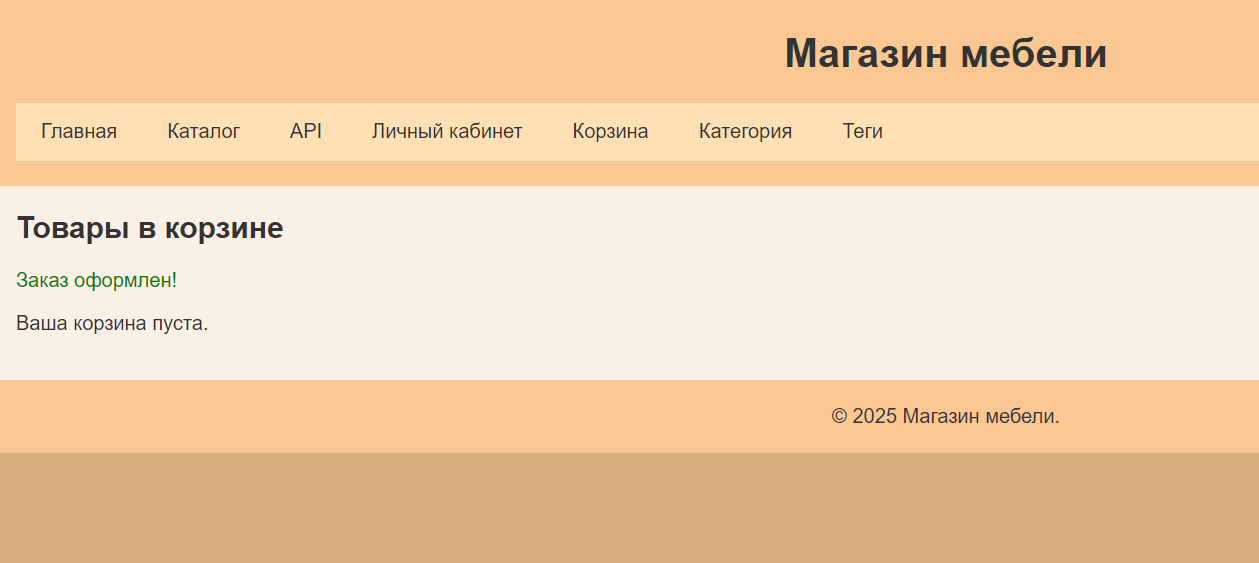 Магазин мебели
Главная Каталог API Личный кабинет Корзина Категория Теги
Товары в корзине
Заказ оформлен!
Ваша корзина пуста.
© 2025 Магазин мебели.